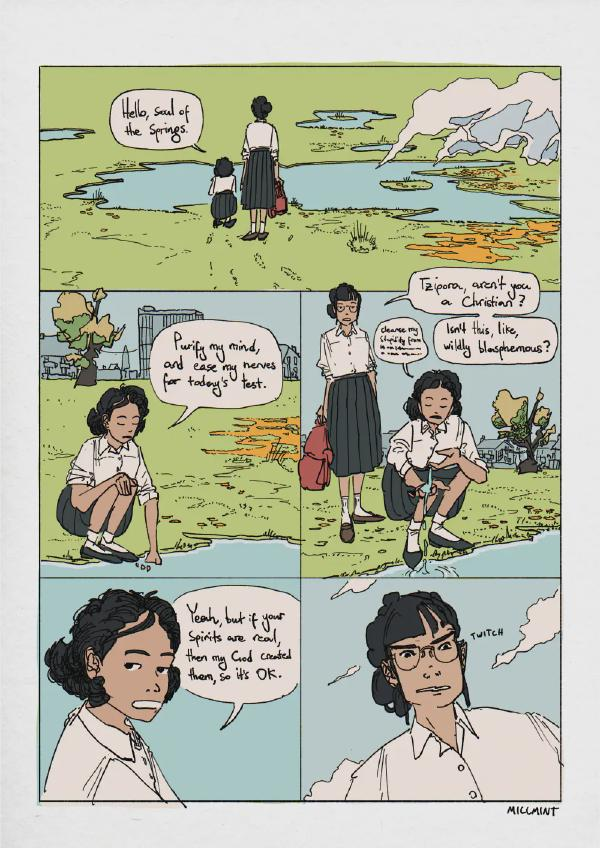 Hello, soul of
the Springs.
Purify my mind,
and ease my nerves
for today's test.
Tzipora, aren't you
a Christian?
Isn't this, like,
wildly blasphemous?
cleanse my
stupidity from
Yeah, but if your
Spirits are real,
then my God created
them, so it's OK.
TWITCH
MILLMINT